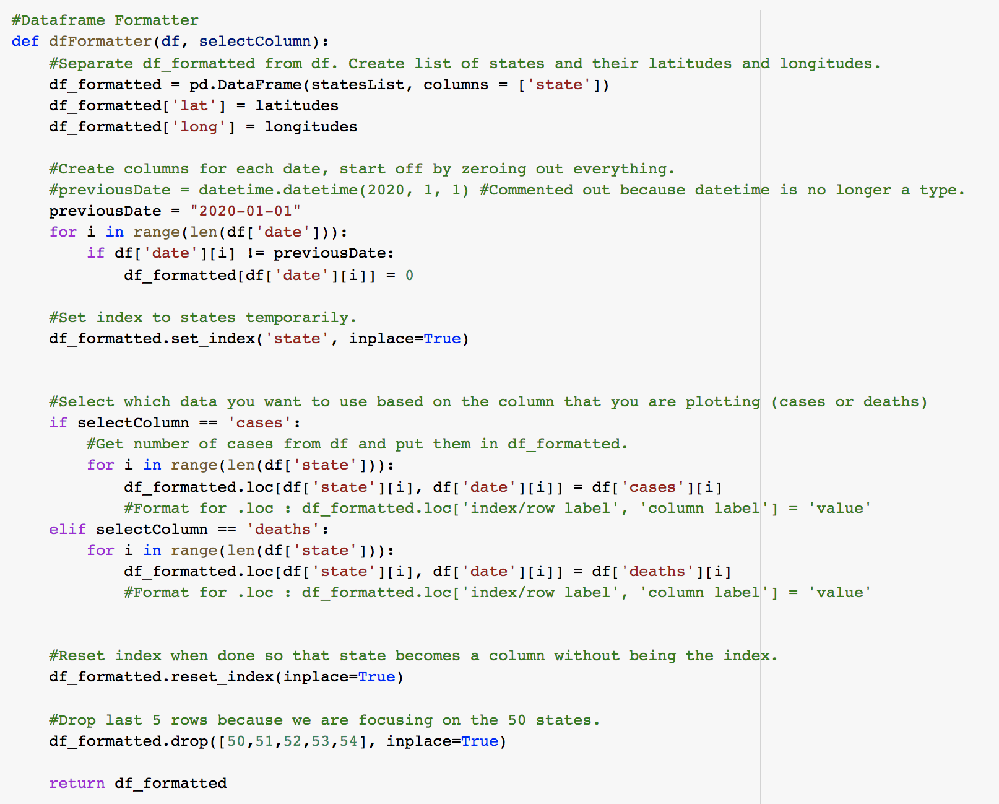 #Dataframe Formatter
def dfFormatter(df, selectColumn):
    #Separate df_formatted from df. Create list of states and their latitudes and longitudes.
    df_formatted = pd.DataFrame(statesList, columns = ['state'])
    df_formatted['lat'] = latitudes
    df_formatted['long'] = longitudes

    #Create columns for each date, start off by zeroing out everything.
    #previousDate = datetime.datetime(2020, 1, 1) #Commented out because datetime is no longer a type.
    previousDate = "2020-01-01"
    for i in range(len(df['date'])):
        if df['date'][i] != previousDate:
            df_formatted[df['date'][i]] = 0

    #Set index to states temporarily.
    df_formatted.set_index('state', inplace=True)

    #Select which data you want to use based on the column that you are plotting (cases or deaths)
    if selectColumn == 'cases':
        #Get number of cases from df and put them in df_formatted.
        for i in range(len(df['state'])):
            df_formatted.loc[df['state'][i], df['date'][i]] = df['cases'][i]
            #Format for .loc : df_formatted.loc['index/row label', 'column label'] = 'value'
    elif selectColumn == 'deaths':
        for i in range(len(df['state'])):
            df_formatted.loc[df['state'][i], df['date'][i]] = df['deaths'][i]
            #Format for .loc : df_formatted.loc['index/row label', 'column label'] = 'value'

    #Reset index when done so that state becomes a column without being the index.
    df_formatted.reset_index(inplace=True)

    #Drop last 5 rows because we are focusing on the 50 states.
    df_formatted.drop([50,51,52,53,54], inplace=True)

    return df_formatted